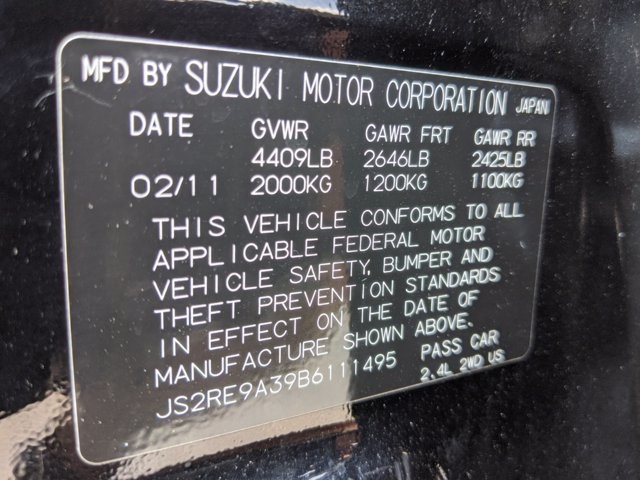 MFD BY SUZUKI MOTOR CORPORATION JAPAN
DATE GVWR GAWR FRT GAWR RR
4409LB 2646LB 2425LB
02/11 2000KG 1200KG 1100KG
THIS VEHICLE CONFORMS TO ALL
APPLICABLE FEDERAL MOTOR
VEHICLE SAFETY, BUMPER AND
THEFT PREVENTION STANDARDS
IN EFFECT ON THE DATE OF
MANUFACTURE SHOWN ABOVE.
JS2RE9A39B6111495 PASS CAR
2.4L 2WD US